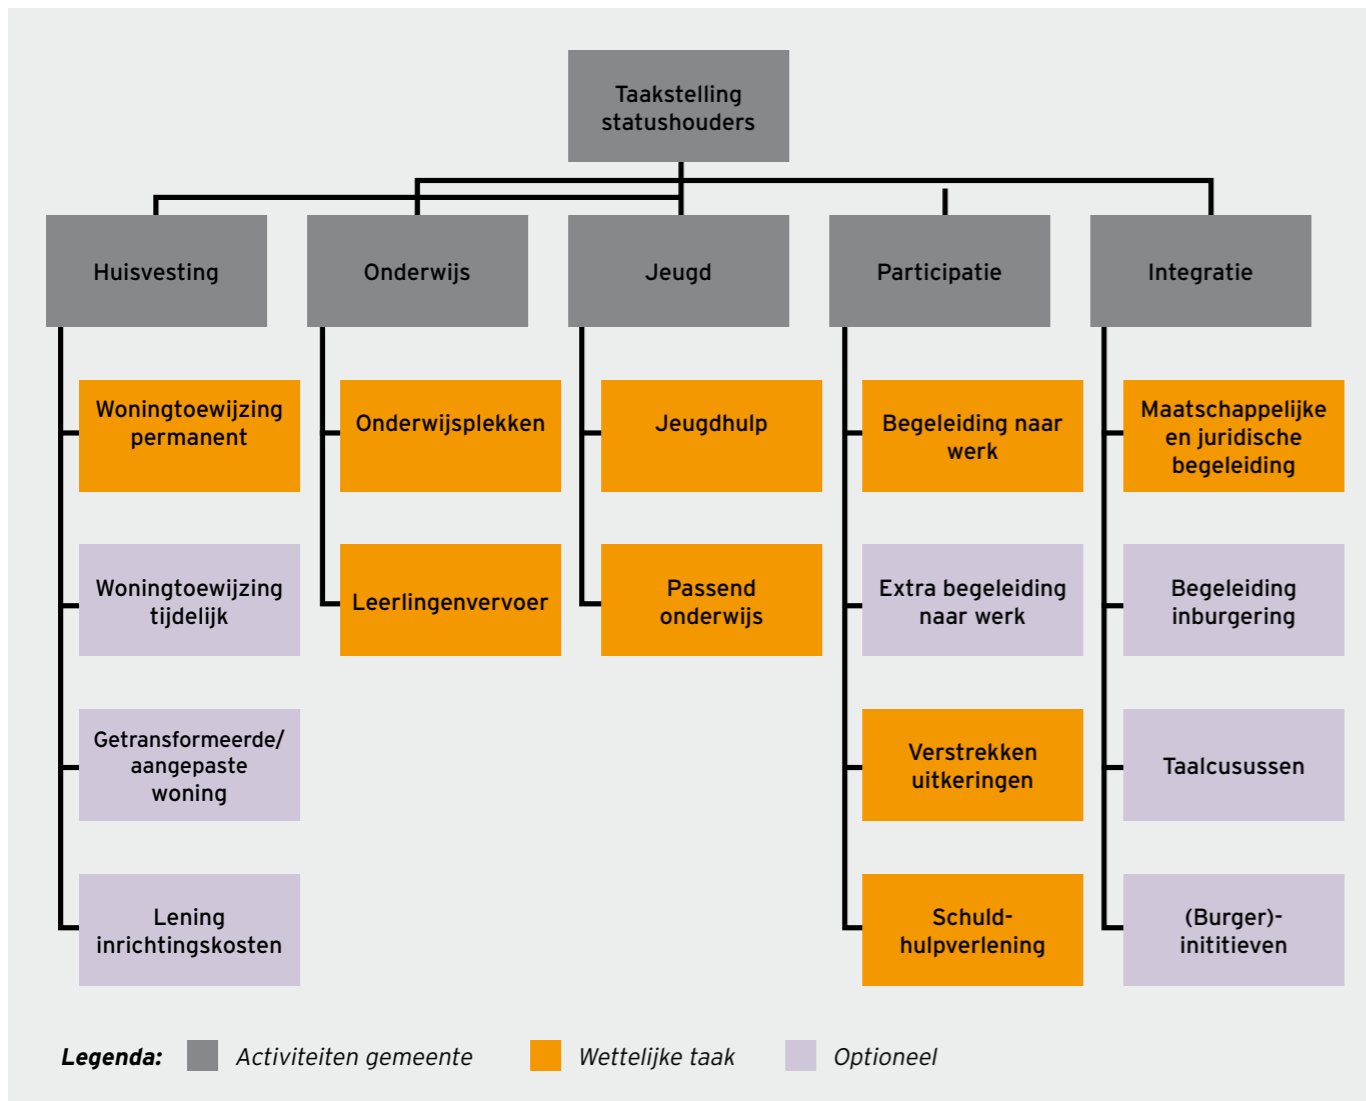 Taakstelling
statushouders
Huisvesting
Onderwijs
Jeugd
Participatie
Integratie
Woningtoewijzing
permanent
Onderwijsplekken
Jeugdhulp
Begeleiding naar
werk
Maatschappelijke
en juridische
begeleiding
Woningtoewijzing
tijdelijk
Leerlingenvervoer
Passend
onderwijs
Extra begeleiding
naar werk
Begeleiding
inburgering
Getransformeerde/
aangepaste
woning
Verstrekken
uitkeringen
Taalcusussen
Lening
inrichtingskosten
Schuld-
hulpverlening
(Burger)-
inititieven
Legenda: Activiteiten gemeente Wettelijke taak Optioneel